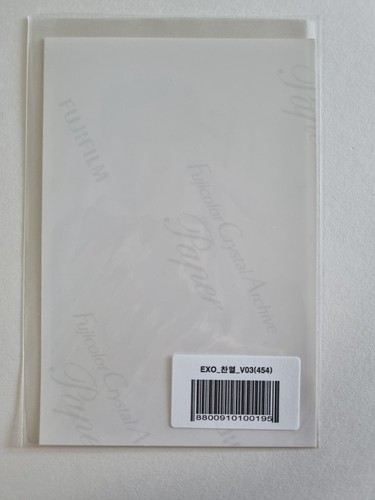 Paper
FUJIFILM
Fujicolor Crystal Archive
Paper
Fujicolor Crystal A
Paper
EXO_찬열_V03(454)
8800910100195